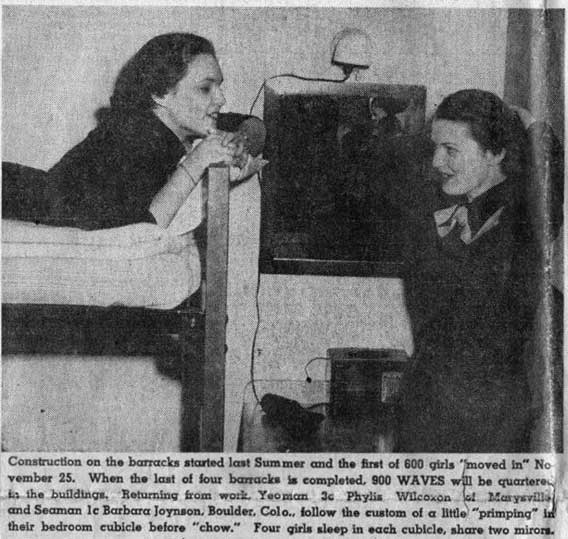 Construction on the barracks started last Summer and the first of 600 girls "moved in" No-
vember 25. When the last of four barracks is completed, 900 WAVES will be quartered
in the buildings. Returning from work, Yeoman 3c Phylis Wilcoxon of Marysville
and Seaman 1c Barbara Joynson, Boulder, Colo., follow the custom of a little "primping" in
their bedroom cubicle before "chow." Four girls sleep in each cubicle, share two mirors.